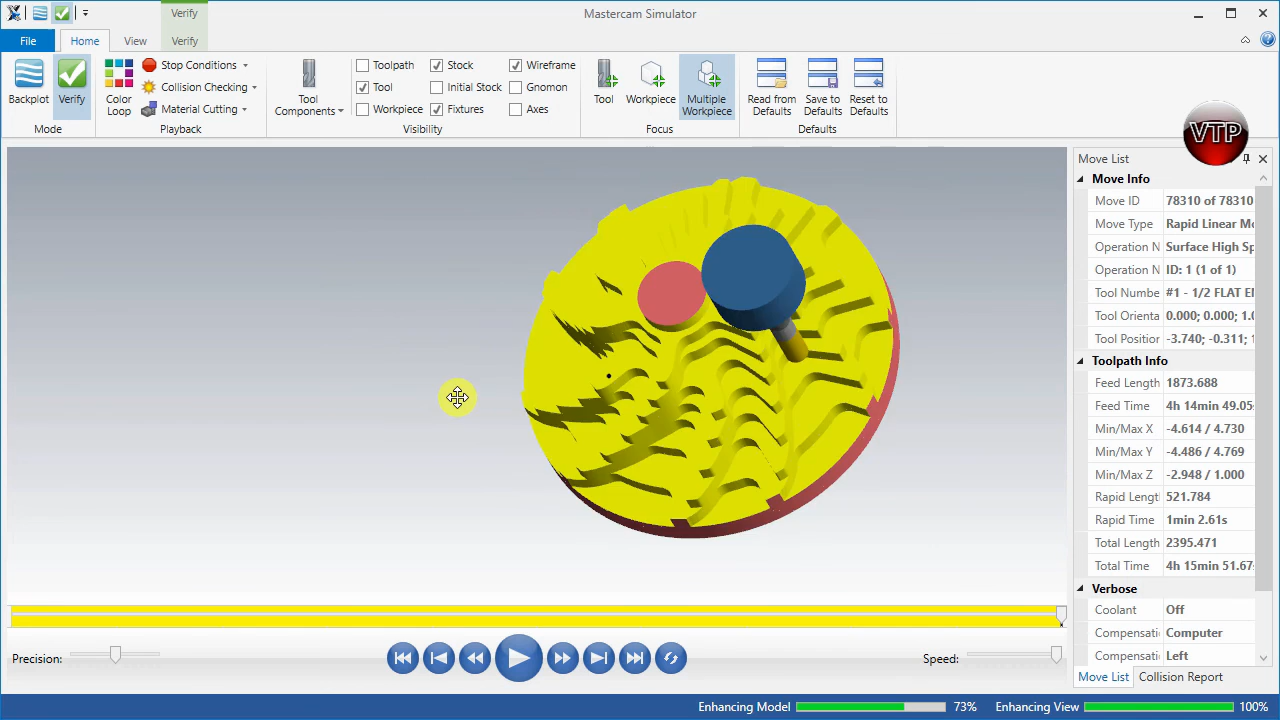 Verify
Mastercam Simulator
File
Home
View
Verify
Backplot
Verify
Mode
Color Loop
Stop Conditions
Collision Checking
Material Cutting
Playback
Tool Components
Toolpath
Tool
Workpiece
Stock
Initial Stock
Fixtures
Wireframe
Gnomon
Axes
Visibility
Tool
Workpiece
Multiple Workpiece
Focus
Read from Defaults
Save to Defaults
Reset to Defaults
Defaults
VTP
Move List
Move Info
Move ID 78310 of 78310
Move Type Rapid Linear Mo
Operation N Surface High Sp
Operation N ID: 1 (1 of 1)
Tool Numbe #1 - 1/2 FLAT EN
Tool Orienta 0.000; 0.000; 1.0
Tool Position -3.740; -0.311; 1
Toolpath Info
Feed Length 1873.688
Feed Time 4h 14min 49.05s
Min/Max X -4.614 / 4.730
Min/Max Y -4.486 / 4.769
Min/Max Z -2.948 / 1.000
Rapid Length 521.784
Rapid Time 1min 2.61s
Total Length 2395.471
Total Time 4h 15min 51.67s
Verbose
Coolant Off
Compensati Computer
Compensati Left
Move List
Collision Report
Precision:
Speed:
Enhancing Model 73%
Enhancing View 100%